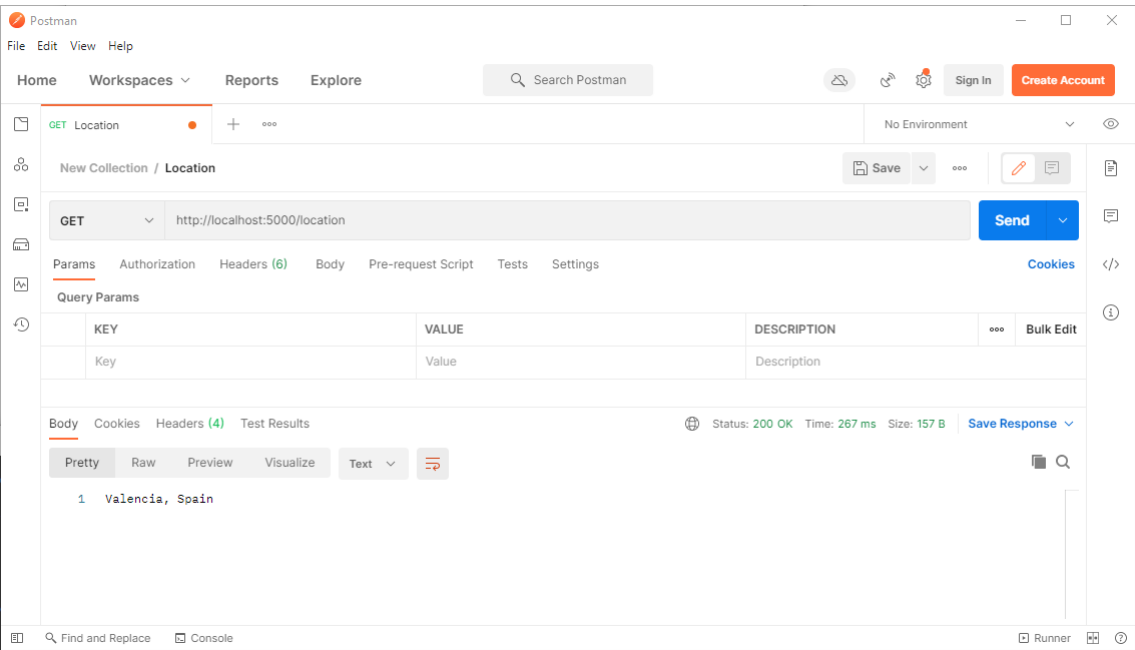 Postman
File Edit View Help
Home Workspaces Reports Explore Search Postman Sign In Create Account
GET Location No Environment
New Collection / Location Save
GET http://localhost:5000/location Send
Params Authorization Headers (6) Body Pre-request Script Tests Settings Cookies
Query Params
KEY VALUE DESCRIPTION Bulk Edit
Key Value Description
Body Cookies Headers (4) Test Results Status: 200 OK Time: 267 ms Size: 157 B Save Response
Pretty Raw Preview Visualize Text
1 Valencia, Spain
Find and Replace Console Runner